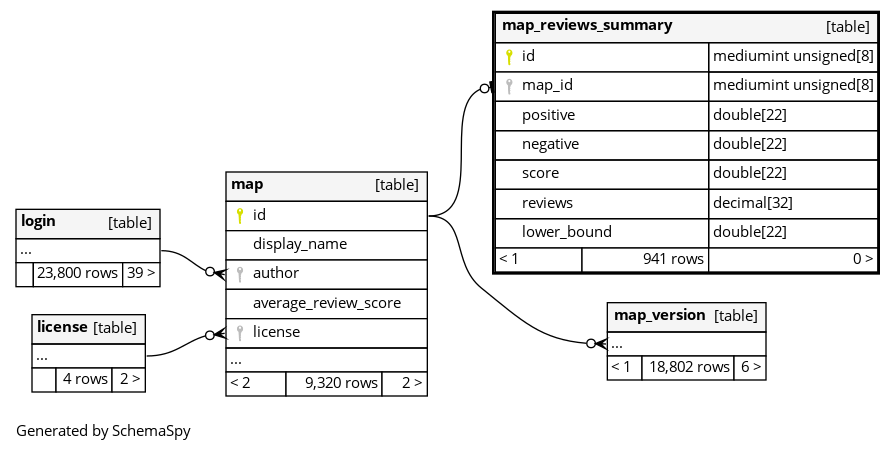 map_reviews_summary [table]
id mediumint unsigned[8]
map_id mediumint unsigned[8]
positive double[22]
negative double[22]
score double[22]
reviews decimal[32]
lower_bound double[22]
< 1 941 rows 0 >
map [table]
id
display_name
author
average_review_score
license
...
< 2 9,320 rows 2 >
login [table]
...
23,800 rows 39 >
license [table]
...
4 rows 2 >
map_version [table]
...
< 1 18,802 rows 6 >
Generated by SchemaSpy